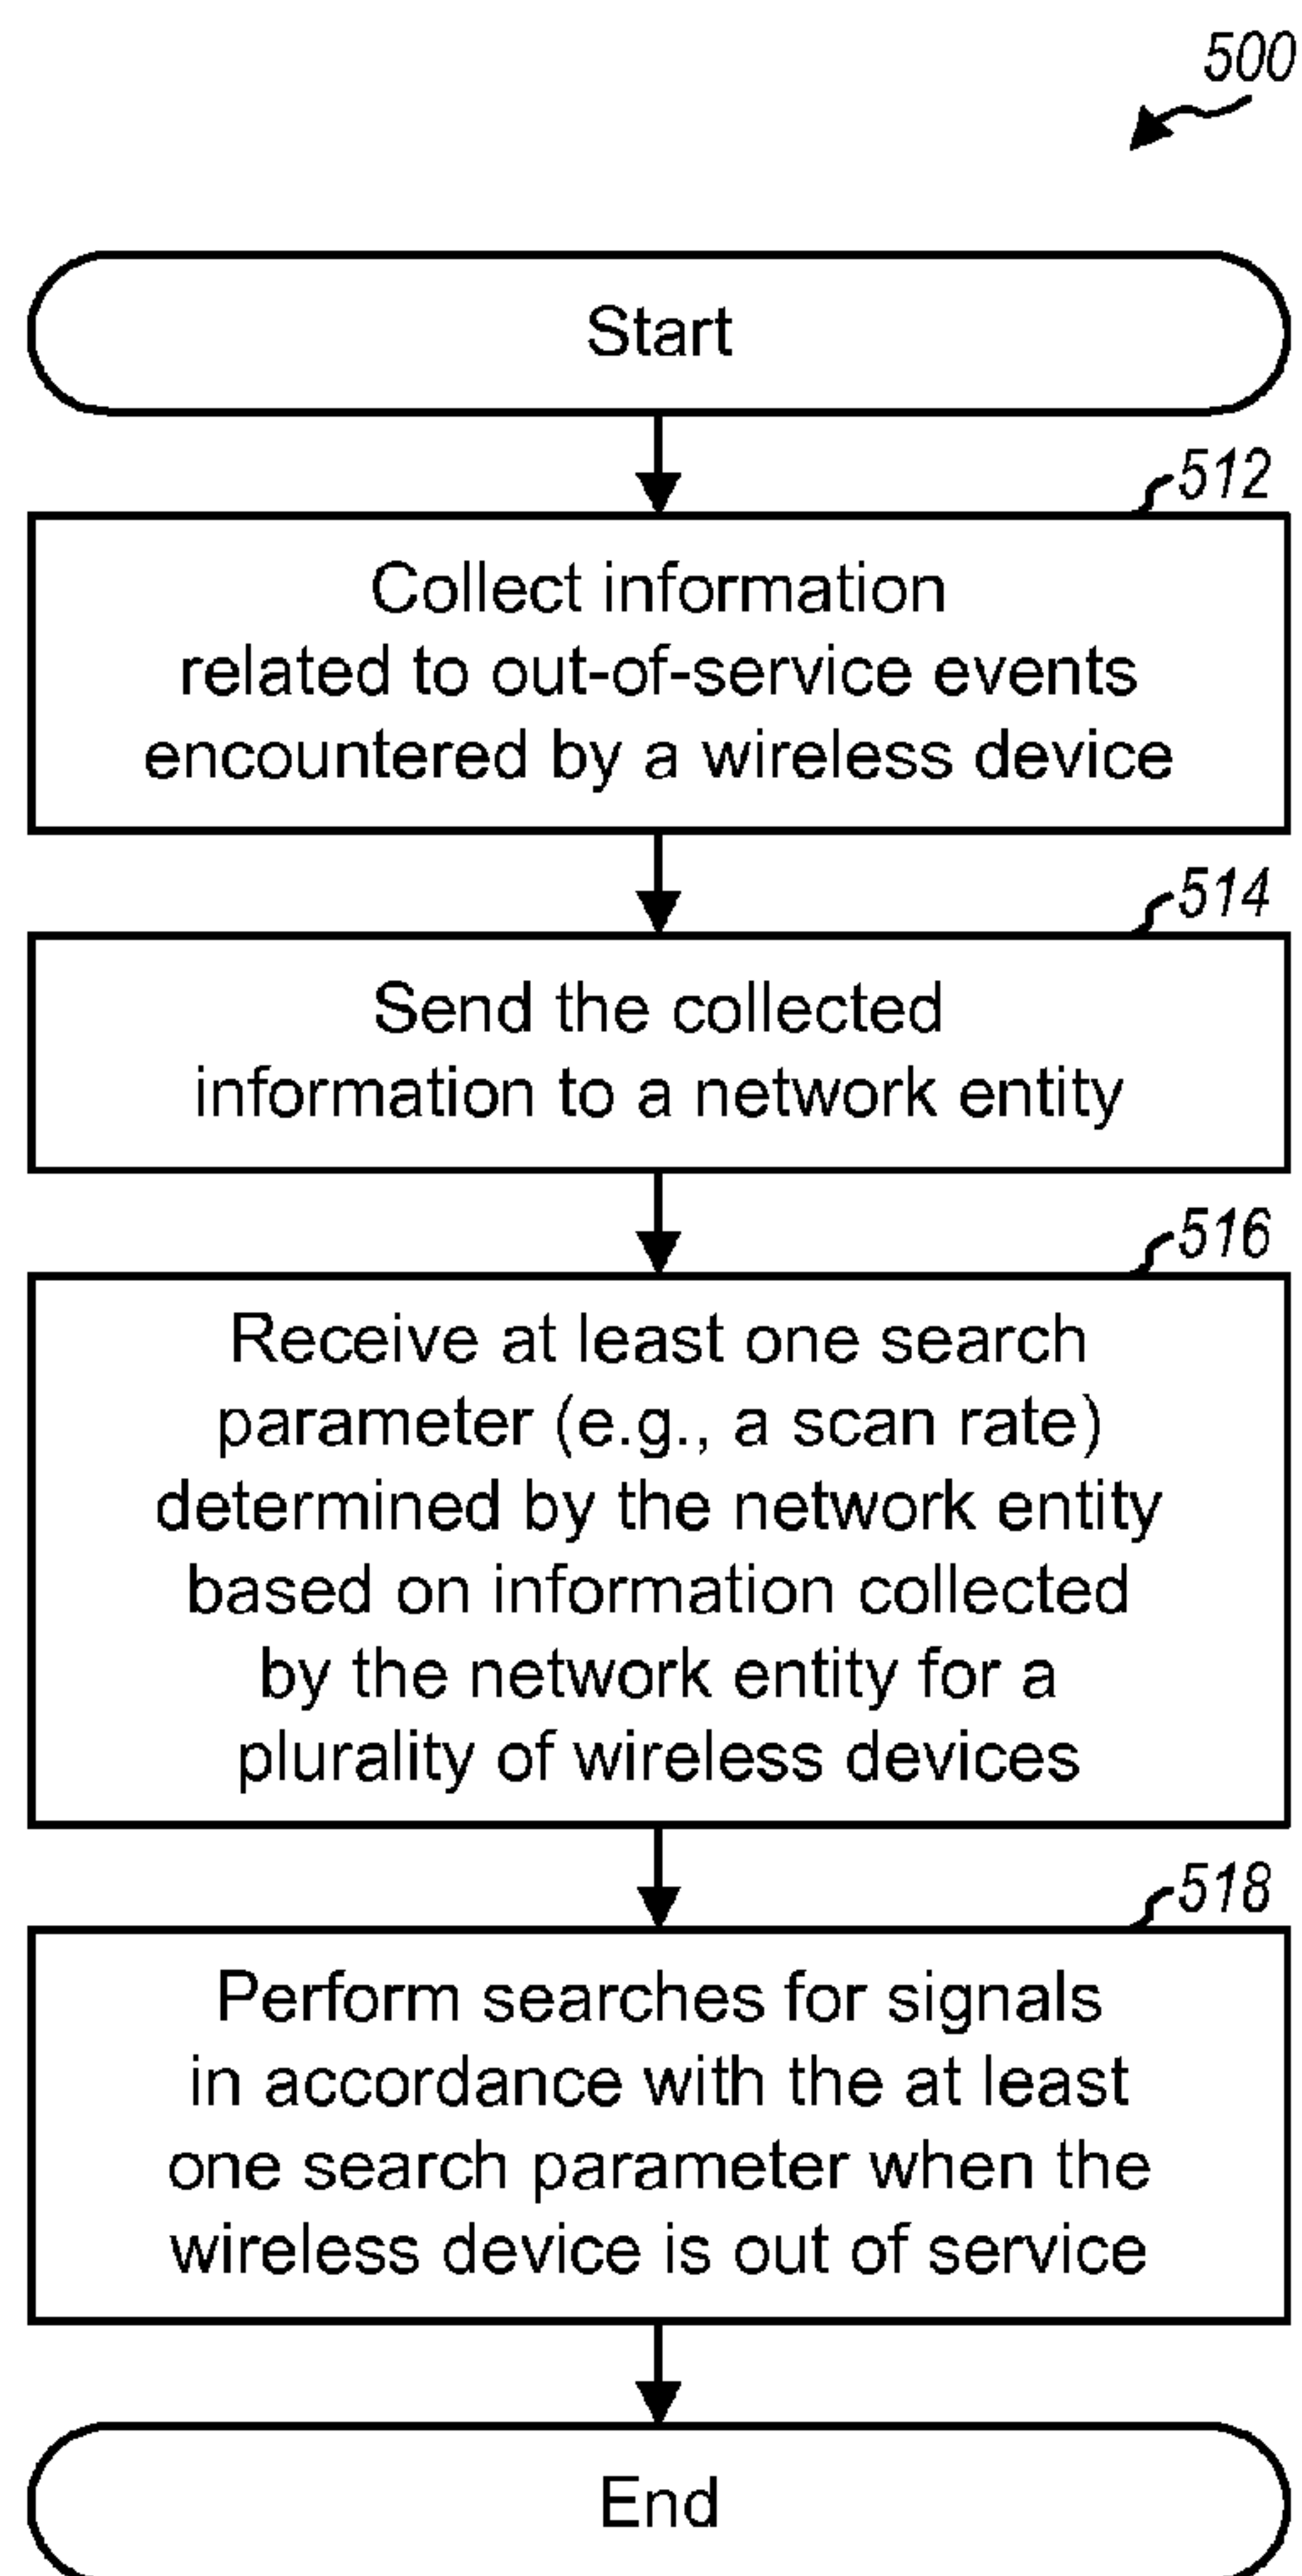 500
Start
512
Collect information
related to out-of-service events
encountered by a wireless device
514
Send the collected
information to a network entity
516
Receive at least one search
parameter (e.g., a scan rate)
determined by the network entity
based on information collected
by the network entity for a
plurality of wireless devices
518
Perform searches for signals
in accordance with the at least
one search parameter when the
wireless device is out of service
End